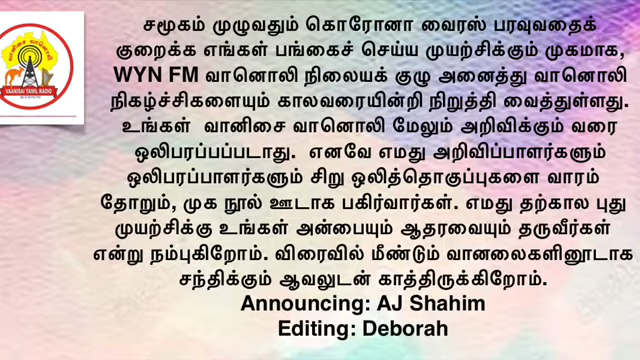 சமூகம் முழுவதும் கொரோனா வைரஸ் பரவுவதைக்
குறைக்க எங்கள் பங்கைச் செய்ய முயற்சிக்கும் முகமாக,
WYN FM வானொலி நிலையக் குழு அனைத்து வானொலி
நிகழ்ச்சிகளையும் காலவரையின்றி நிறுத்தி வைத்துள்ளது.
உங்கள் வானிசை வானொலி மேலும் அறிவிக்கும் வரை
ஒலிபரப்பப்படாது. எனவே எமது அறிவிப்பாளர்களும்
ஒலிபரப்பாளர்களும் சிறு ஒலித்தொகுப்புகளை வாரம்
தோறும், முக நூல் ஊடாக பகிர்வார்கள். எமது தற்கால புது
முயற்சிக்கு உங்கள் அன்பையும் ஆதரவையும் தருவீர்கள்
என்று நம்புகிறோம். விரைவில் மீண்டும் வானலைகளினூடாக
சந்திக்கும் ஆவலுடன் காத்திருக்கிறோம்.
Announcing: AJ Shahim
Editing: Deborah
VAANISAI TAMIL RADIO